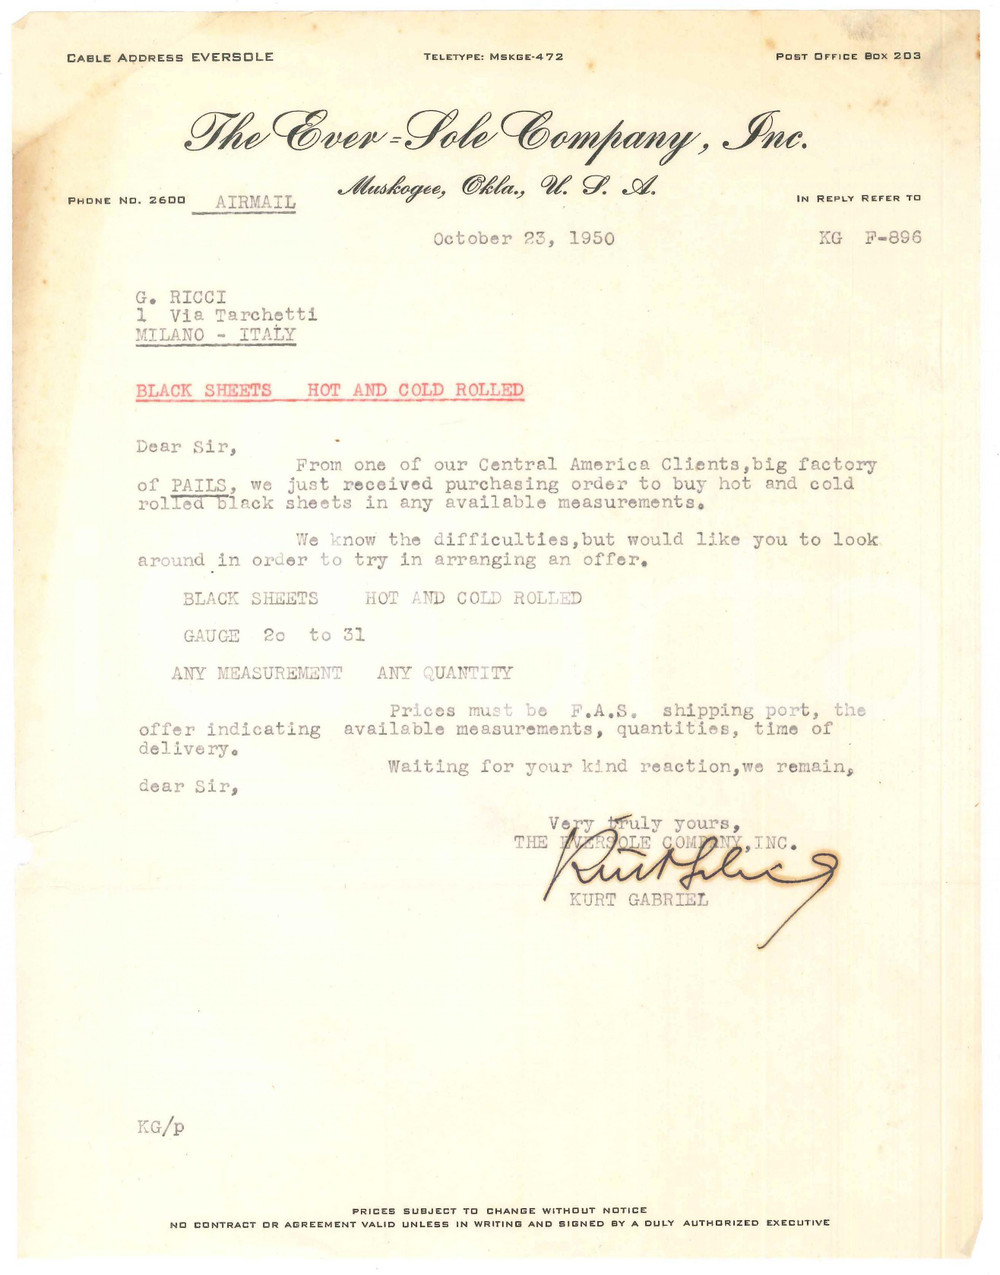 CABLE ADDRESS EVERSOLE TELETYPE: MSKGE-472 POST OFFICE BOX 203
The Ever-Sole Company, Inc.
Muskogee, Okla., U. S. A.
PHONE NO. 2600 AIRMAIL IN REPLY REFER TO
October 23, 1950 KG F-896
G. RICCI
1 Via Tarchetti
MILANO - ITALY
BLACK SHEETS HOT AND COLD ROLLED
Dear Sir,
From one of our Central America Clients,big factory
of PAILS, we just received purchasing order to buy hot and cold
rolled black sheets in any available measurements.
We know the difficulties,but would like you to look
around in order to try in arranging an offer.
BLACK SHEETS HOT AND COLD ROLLED
GAUGE 2o to 31
ANY MEASUREMENT ANY QUANTITY
Prices must be F.A.S. shipping port, the
offer indicating available measurements, quantities, time of
delivery.
Waiting for your kind reaction,we remain,
dear Sir,
Very truly yours,
THE EVERSOLE COMPANY,INC.
Kurt Gabriel
KURT GABRIEL
KG/p
PRICES SUBJECT TO CHANGE WITHOUT NOTICE
NO CONTRACT OR AGREEMENT VALID UNLESS IN WRITING AND SIGNED BY A DULY AUTHORIZED EXECUTIVE